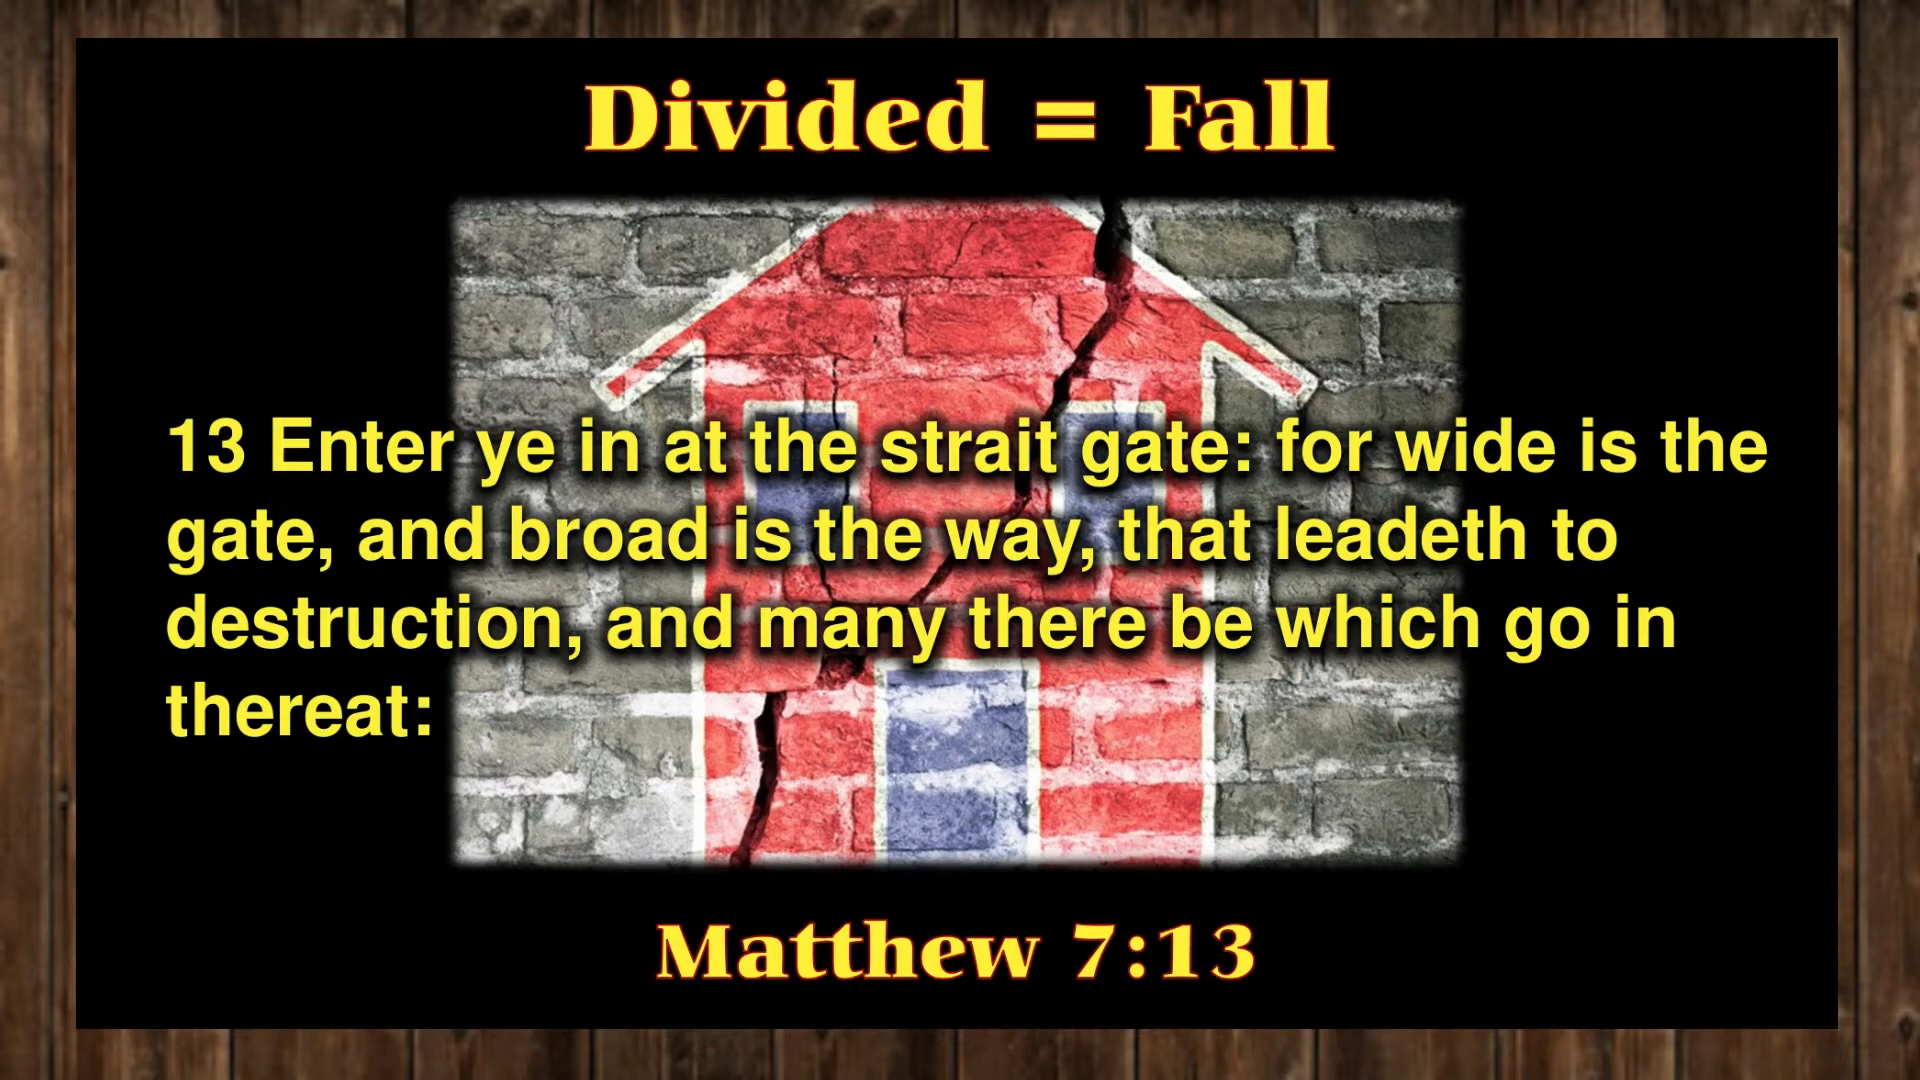 Divided = Fall
13 Enter ye in at the strait gate: for wide is the
gate, and broad is the way, that leadeth to
destruction, and many there be which go in
thereat:
Matthew 7:13